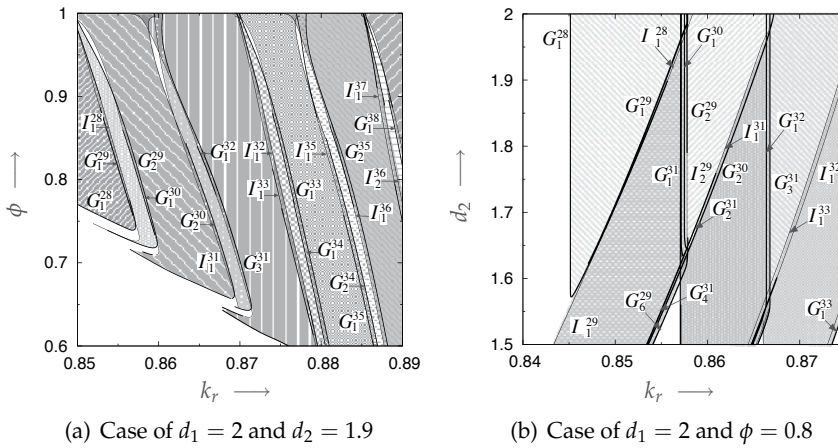 1
0.9
0.8
0.7
0.6
ϕ ⟶
0.85 0.86 0.87 0.88 0.89
k_r ⟶
I_1^{28}
G_1^{29}
G_1^{28}
G_2^{29}
G_1^{30}
G_2^{30}
I_1^{31}
G_1^{32}
G_3^{31}
I_1^{32}
I_1^{33}
I_1^{35}
G_1^{33}
G_1^{34}
G_2^{34}
G_1^{35}
I_1^{37}
G_1^{38}
G_2^{35}
I_2^{36}
I_1^{36}
(a) Case of d_1 = 2 and d_2 = 1.9
2
1.9
1.8
1.7
1.6
1.5
d_2 ⟶
0.84 0.85 0.86 0.87
k_r ⟶
G_1^{28}
I_1^{28}
G_1^{30}
G_1^{29}
G_2^{29}
I_1^{31}
G_1^{32}
G_1^{31}
I_2^{29}
G_2^{30}
G_3^{31}
I_1^{32}
G_2^{31}
I_1^{33}
G_6^{29}
G_4^{31}
I_1^{29}
G_1^{33}
(b) Case of d_1 = 2 and ϕ = 0.8